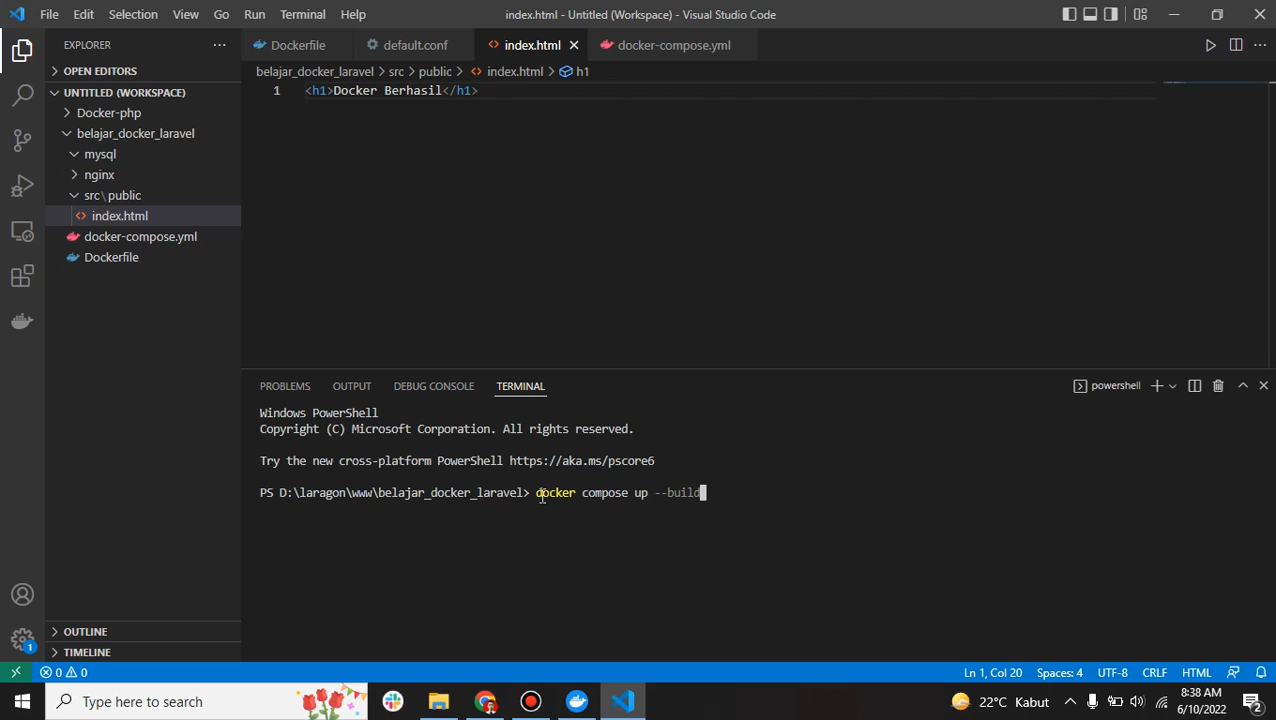 File Edit Selection View Go Run Terminal Help index.html - Untitled (Workspace) - Visual Studio Code
EXPLORER
Dockerfile default.conf index.html docker-compose.yml
OPEN EDITORS
UNTITLED (WORKSPACE)
Docker-php
belajar_docker_laravel
mysql
nginx
src\public
index.html
docker-compose.yml
Dockerfile
OUTLINE
TIMELINE
belajar_docker_laravel > src > public > index.html > h1
1 <h1>Docker Berhasil</h1>
PROBLEMS OUTPUT DEBUG CONSOLE TERMINAL powershell
Windows PowerShell
Copyright (C) Microsoft Corporation. All rights reserved.
Try the new cross-platform PowerShell https://aka.ms/pscore6
PS D:\laragon\www\belajar_docker_laravel> docker compose up --build
1
0 0 Ln 1, Col 20 Spaces: 4 UTF-8 CRLF HTML
Type here to search 22°C Kabut 8:38 AM
6/10/2022 2